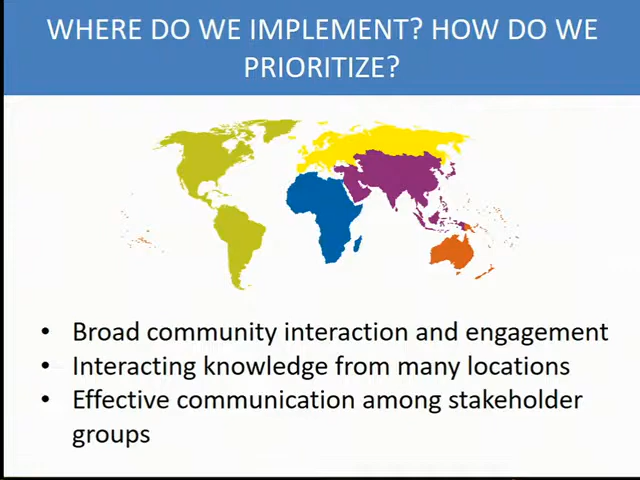 WHERE DO WE IMPLEMENT? HOW DO WE
PRIORITIZE?
• Broad community interaction and engagement
• Interacting knowledge from many locations
• Effective communication among stakeholder
groups